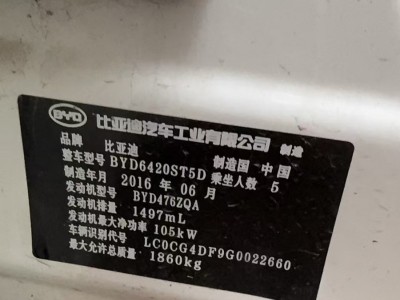 BYD 比亚迪汽车工业有限公司 制造
品牌 比亚迪 制造国 中国
整车型号 BYD6420ST5D 乘坐人数 5
制造年月 2016 年 06 月
发动机型号 BYD476ZQA
发动机排量 1497mL
发动机最大净功率 105kW
车辆识别代号 LC0CG4DF9G0022660
最大允许总质量 1860kg